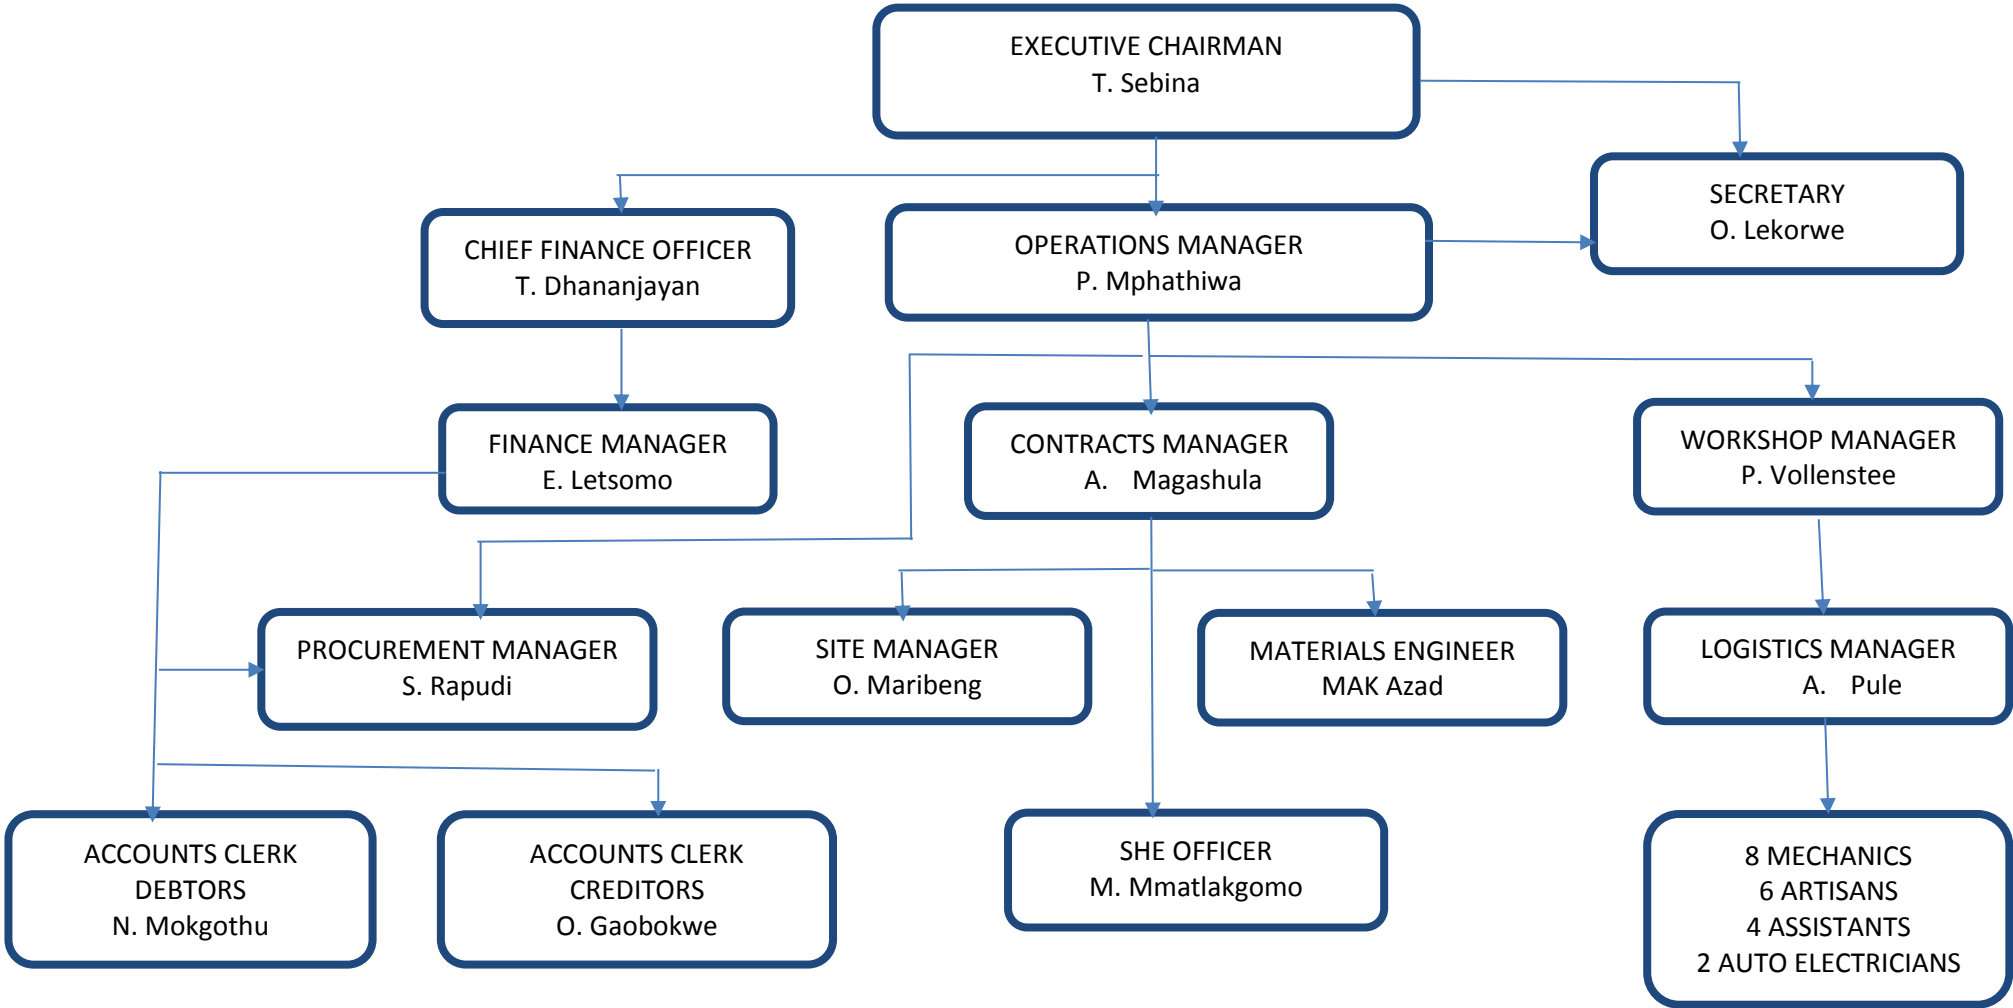 EXECUTIVE CHAIRMAN
T. Sebina
SECRETARY
O. Lekorwe
CHIEF FINANCE OFFICER
T. Dhananjayan
OPERATIONS MANAGER
P. Mphathiwa
FINANCE MANAGER
E. Letsomo
CONTRACTS MANAGER
A. Magashula
WORKSHOP MANAGER
P. Vollenstee
PROCUREMENT MANAGER
S. Rapudi
SITE MANAGER
O. Maribeng
MATERIALS ENGINEER
MAK Azad
LOGISTICS MANAGER
A. Pule
ACCOUNTS CLERK
DEBTORS
N. Mokgothu
ACCOUNTS CLERK
CREDITORS
O. Gaobokwe
SHE OFFICER
M. Mmatlakgomo
8 MECHANICS
6 ARTISANS
4 ASSISTANTS
2 AUTO ELECTRICIANS